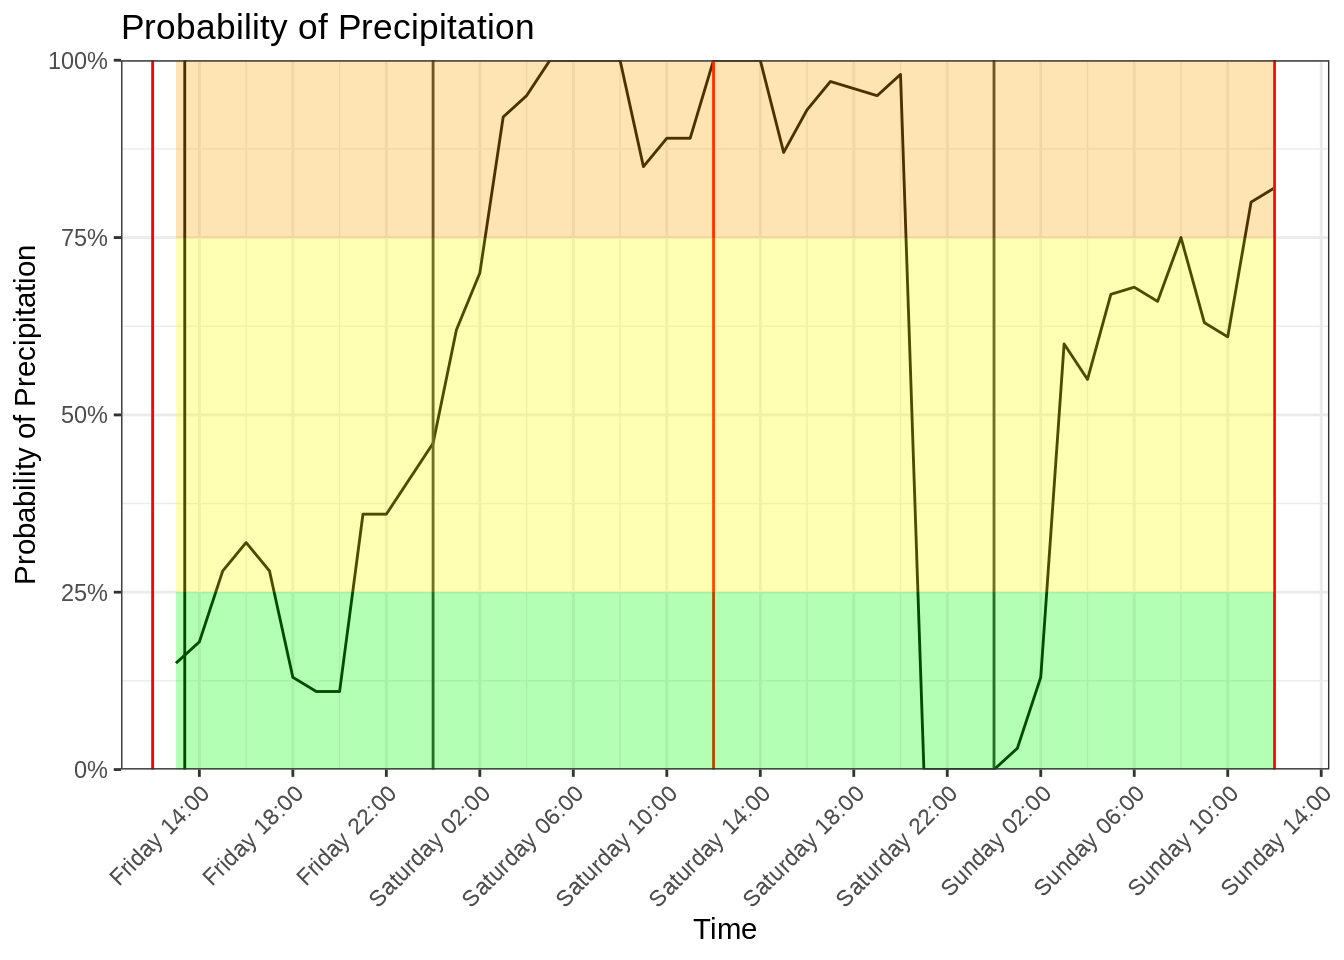 Probability of Precipitation
Probability of Precipitation
100%
75%
50%
25%
0%
Friday 14:00
Friday 18:00
Friday 22:00
Saturday 02:00
Saturday 06:00
Saturday 10:00
Saturday 14:00
Saturday 18:00
Saturday 22:00
Sunday 02:00
Sunday 06:00
Sunday 10:00
Sunday 14:00
Time